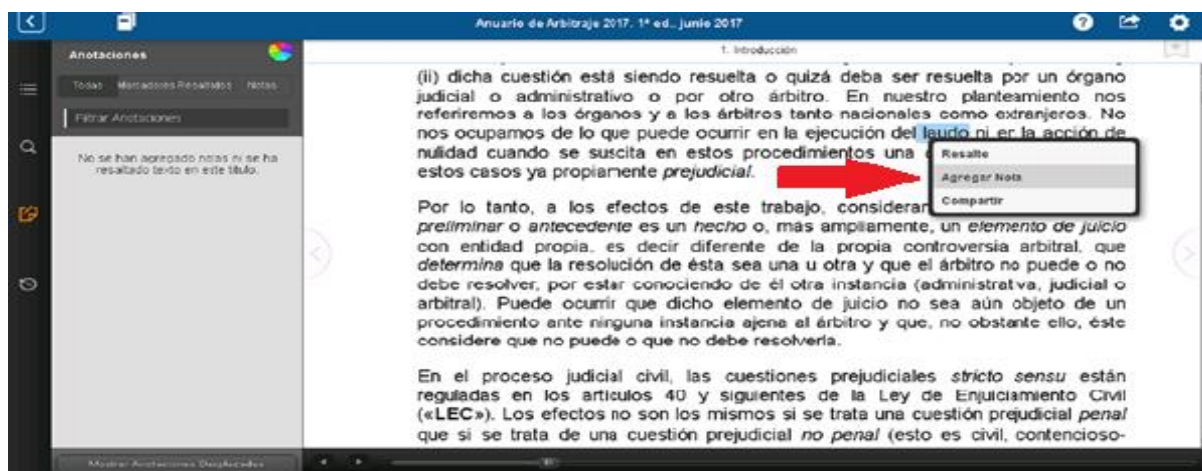 Anuario de Arbitraje 2017, 1ª ed., junio 2017
Anotaciones
Todas Marcadores Resaltados Notas
Filtrar Anotaciones
No se han agregado notas ni se ha
resaltado texto en este título.
Mostrar Anotaciones Desplazadas
1. Introducción
(ii) dicha cuestión está siendo resuelta o quizá deba ser resuelta por un órgano
judicial o administrativo o por otro árbitro. En nuestro planteamiento nos
referiremos a los órganos y a los árbitros tanto nacionales como extranjeros. No
nos ocupamos de lo que puede ocurrir en la ejecución del laudo ni en la acción de
nulidad cuando se suscita en estos procedimientos una
estos casos ya propiamente prejudicial.
Resalte
Agregar Nota
Compartir
Por lo tanto, a los efectos de este trabajo, consideran
preliminar o antecedente es un hecho o, más ampliamente, un elemento de juicio
con entidad propia, es decir diferente de la propia controversia arbitral, que
determina que la resolución de ésta sea una u otra y que el árbitro no puede o no
debe resolver, por estar conociendo de él otra instancia (administrativa, judicial o
arbitral). Puede ocurrir que dicho elemento de juicio no sea aún objeto de un
procedimiento ante ninguna instancia ajena al árbitro y que, no obstante ello, éste
considere que no puede o que no debe resolverla.
En el proceso judicial civil, las cuestiones prejudiciales stricto sensu están
reguladas en los artículos 40 y siguientes de la Ley de Enjuiciamiento Civil
(«LEC»). Los efectos no son los mismos si se trata una cuestión prejudicial penal
que si se trata de una cuestión prejudicial no penal (esto es civil, contencioso-